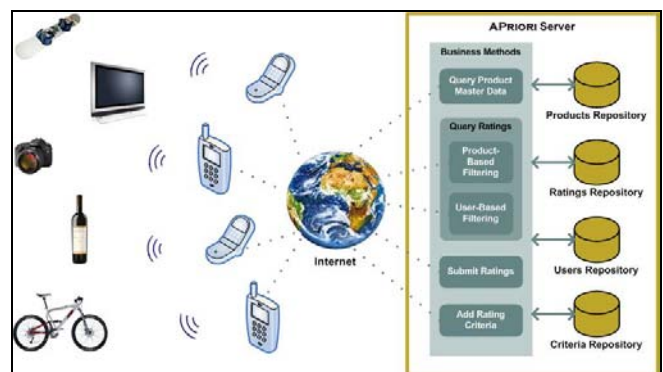 APRIORI Server
Business Methods
Query Product
Master Data
Products Repository
Query Ratings
Product-
Based
Filtering
Ratings Repository
User-Based
Filtering
Users Repository
Internet
Submit Ratings
Add Rating
Criteria
Criteria Repository